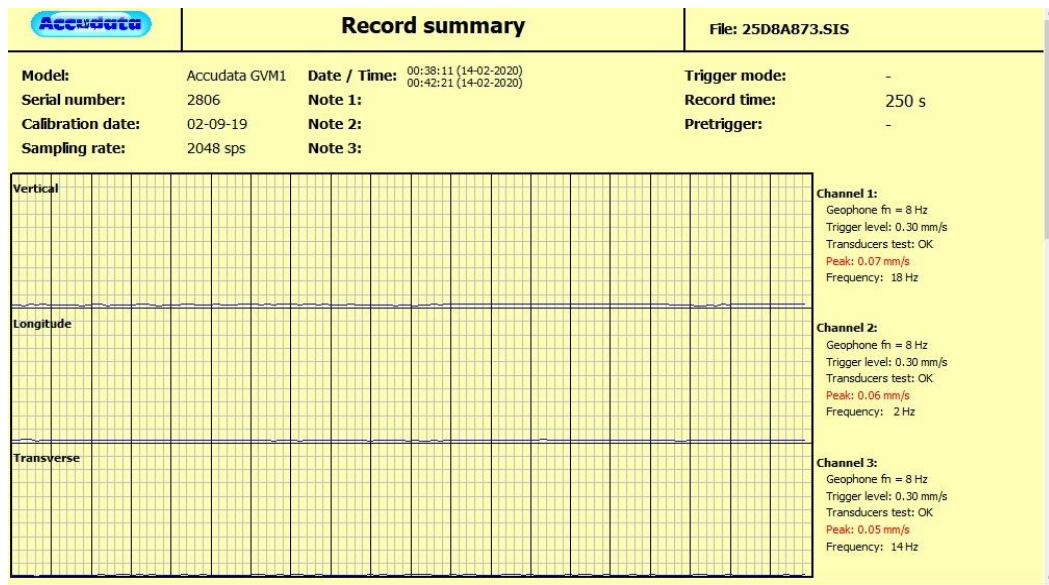 Accudata
Record summary
File: 25D8A873.SIS
Model: Accudata GVM1
Serial number: 2806
Calibration date: 02-09-19
Sampling rate: 2048 sps
Date / Time: 00:38:11 (14-02-2020)
00:42:21 (14-02-2020)
Note 1:
Note 2:
Note 3:
Trigger mode: -
Record time: 250 s
Pretrigger: -
Vertical
Channel 1:
Geophone fn = 8 Hz
Trigger level: 0.30 mm/s
Transducers test: OK
Peak: 0.07 mm/s
Frequency: 18 Hz
Longitude
Channel 2:
Geophone fn = 8 Hz
Trigger level: 0.30 mm/s
Transducers test: OK
Peak: 0.06 mm/s
Frequency: 2 Hz
Transverse
Channel 3:
Geophone fn = 8 Hz
Trigger level: 0.30 mm/s
Transducers test: OK
Peak: 0.05 mm/s
Frequency: 14 Hz